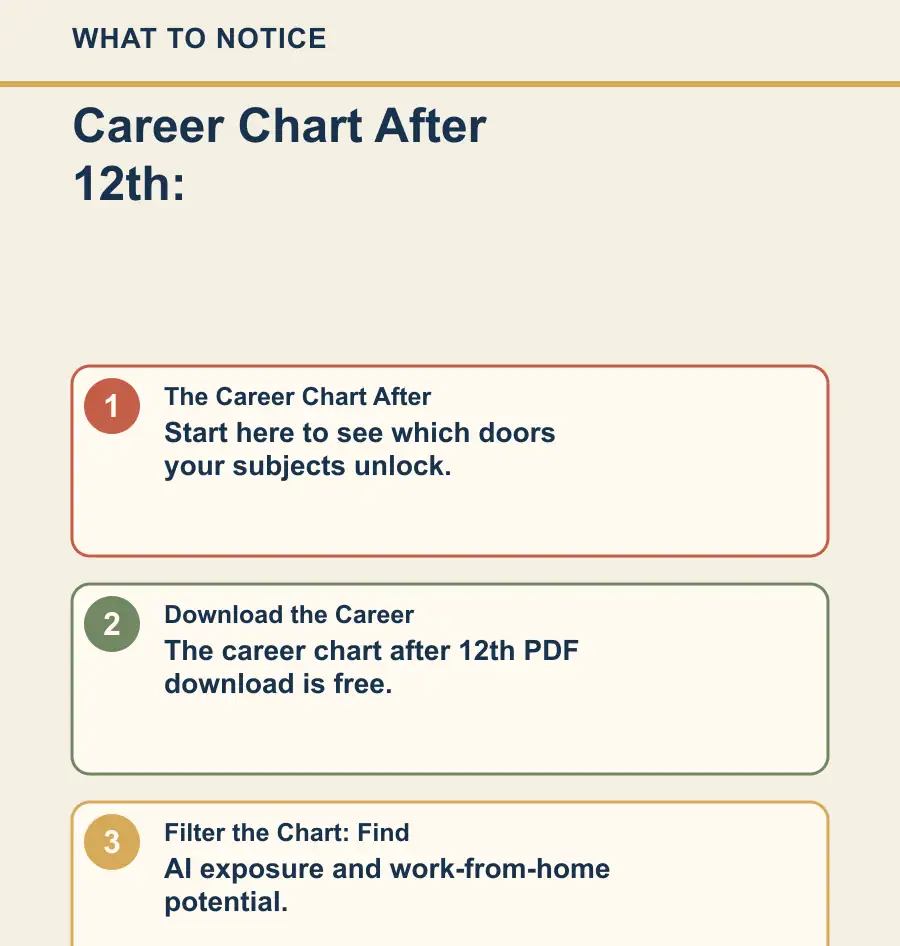 WHAT TO NOTICE
Career Chart After
12th:
1
The Career Chart After
Start here to see which doors
your subjects unlock.
2
Download the Career
The career chart after 12th PDF
download is free.
3
Filter the Chart: Find
AI exposure and work-from-home
potential.